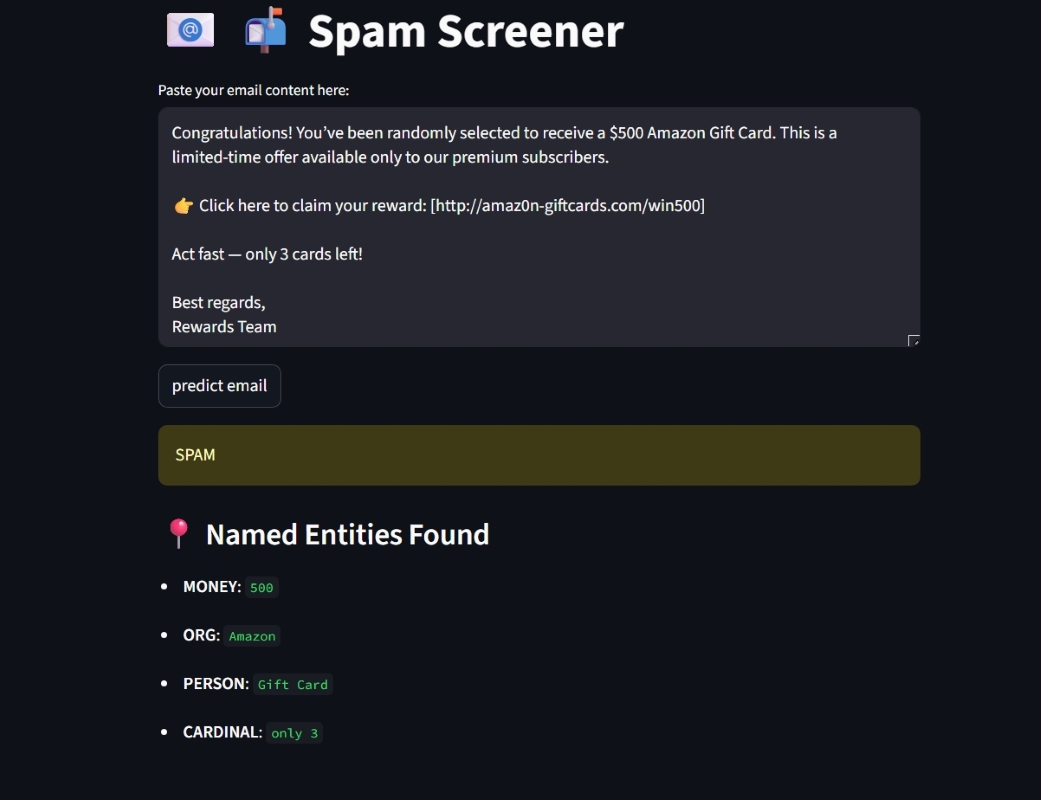 Spam Screener
Paste your email content here:
Congratulations! You’ve been randomly selected to receive a $500 Amazon Gift Card. This is a
limited-time offer available only to our premium subscribers.
👉 Click here to claim your reward: [http://amaz0n-giftcards.com/win500]
Act fast — only 3 cards left!
Best regards,
Rewards Team
predict email
SPAM
📍 Named Entities Found
• MONEY: 500
• ORG: Amazon
• PERSON: Gift Card
• CARDINAL: only 3